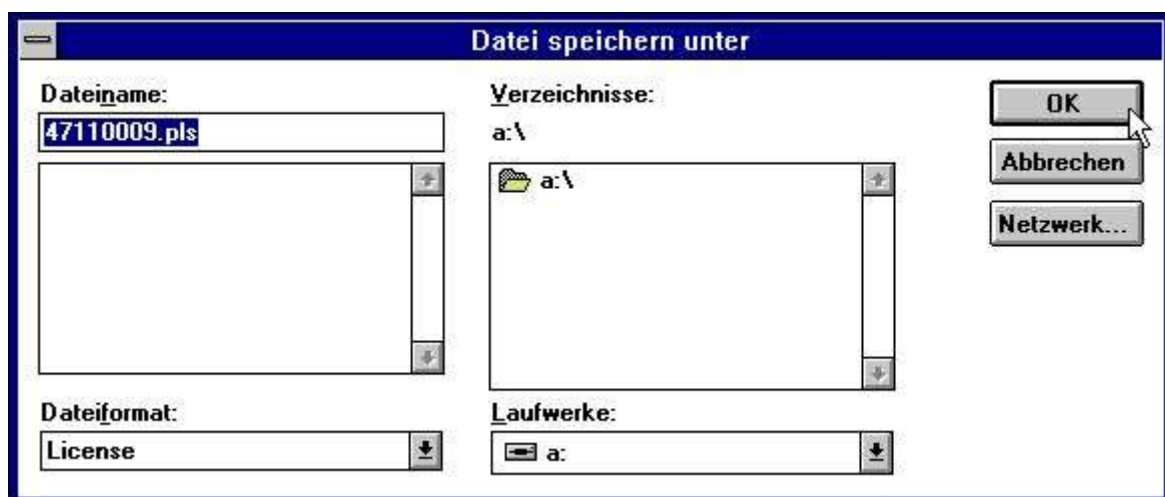 Datei speichern unter
Dateiname:
47110009.pls
Verzeichnisse:
a:\
a:\
OK
Abbrechen
Netzwerk...
Dateiformat:
License
Laufwerke:
a: